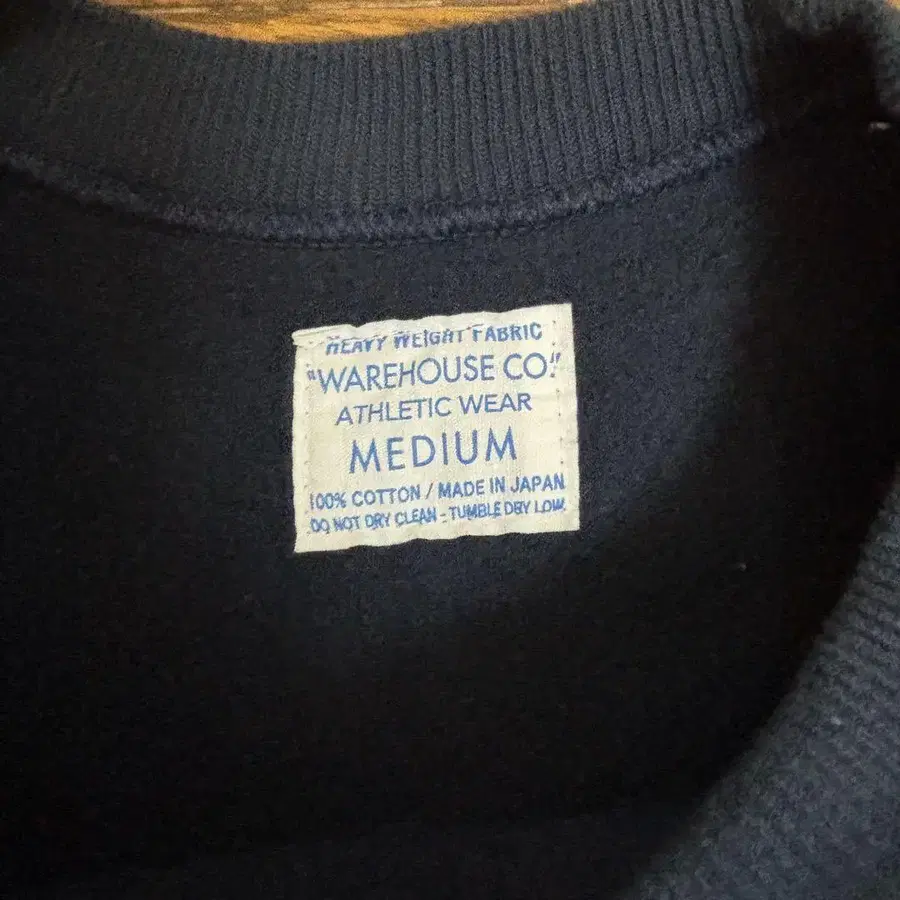 HEAVY WEIGHT FABRIC
"WAREHOUSE CO."
ATHLETIC WEAR
MEDIUM
100% COTTON / MADE IN JAPAN
DO NOT DRY CLEAN - TUMBLE DRY LOW.